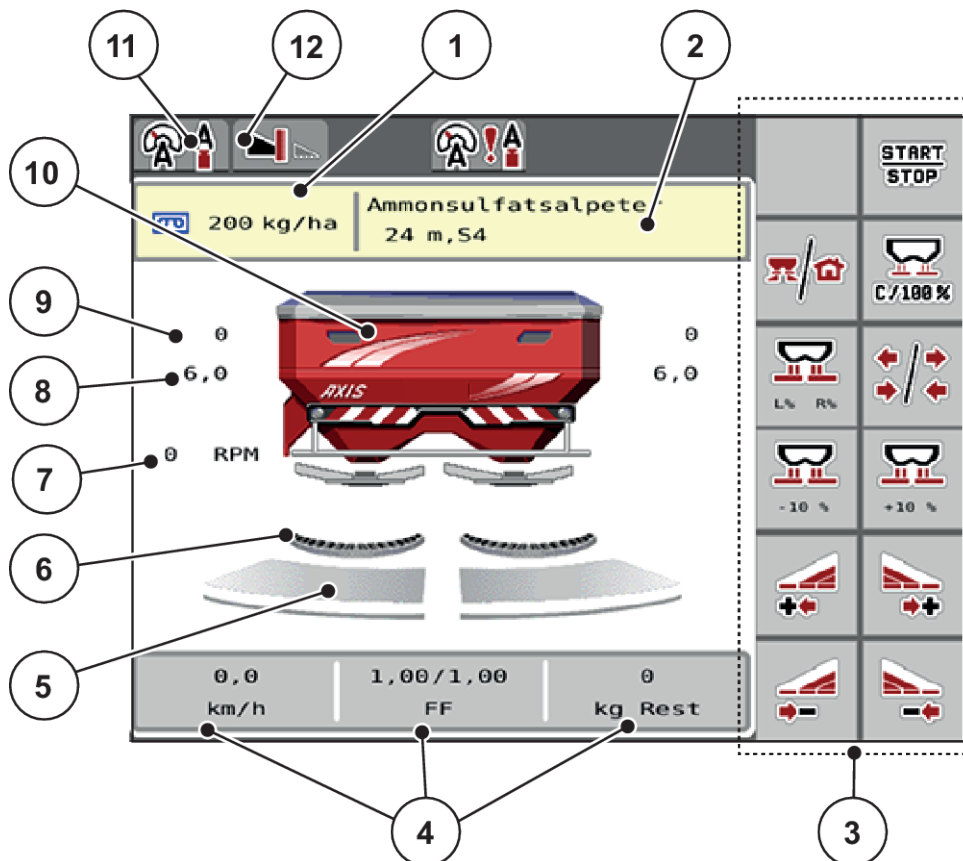 11
12
1
2
A
A
A
A
START
STOP
10
200 kg/ha
Ammonsulfatsalpeter
24 m,S4
C/100 %
9
0
0
8
6,0
6,0
AXIS
L% R%
7
0 RPM
-10 %
+10 %
6
5
0,0
1,00/1,00
0
km/h
FF
kg Rest
4
3